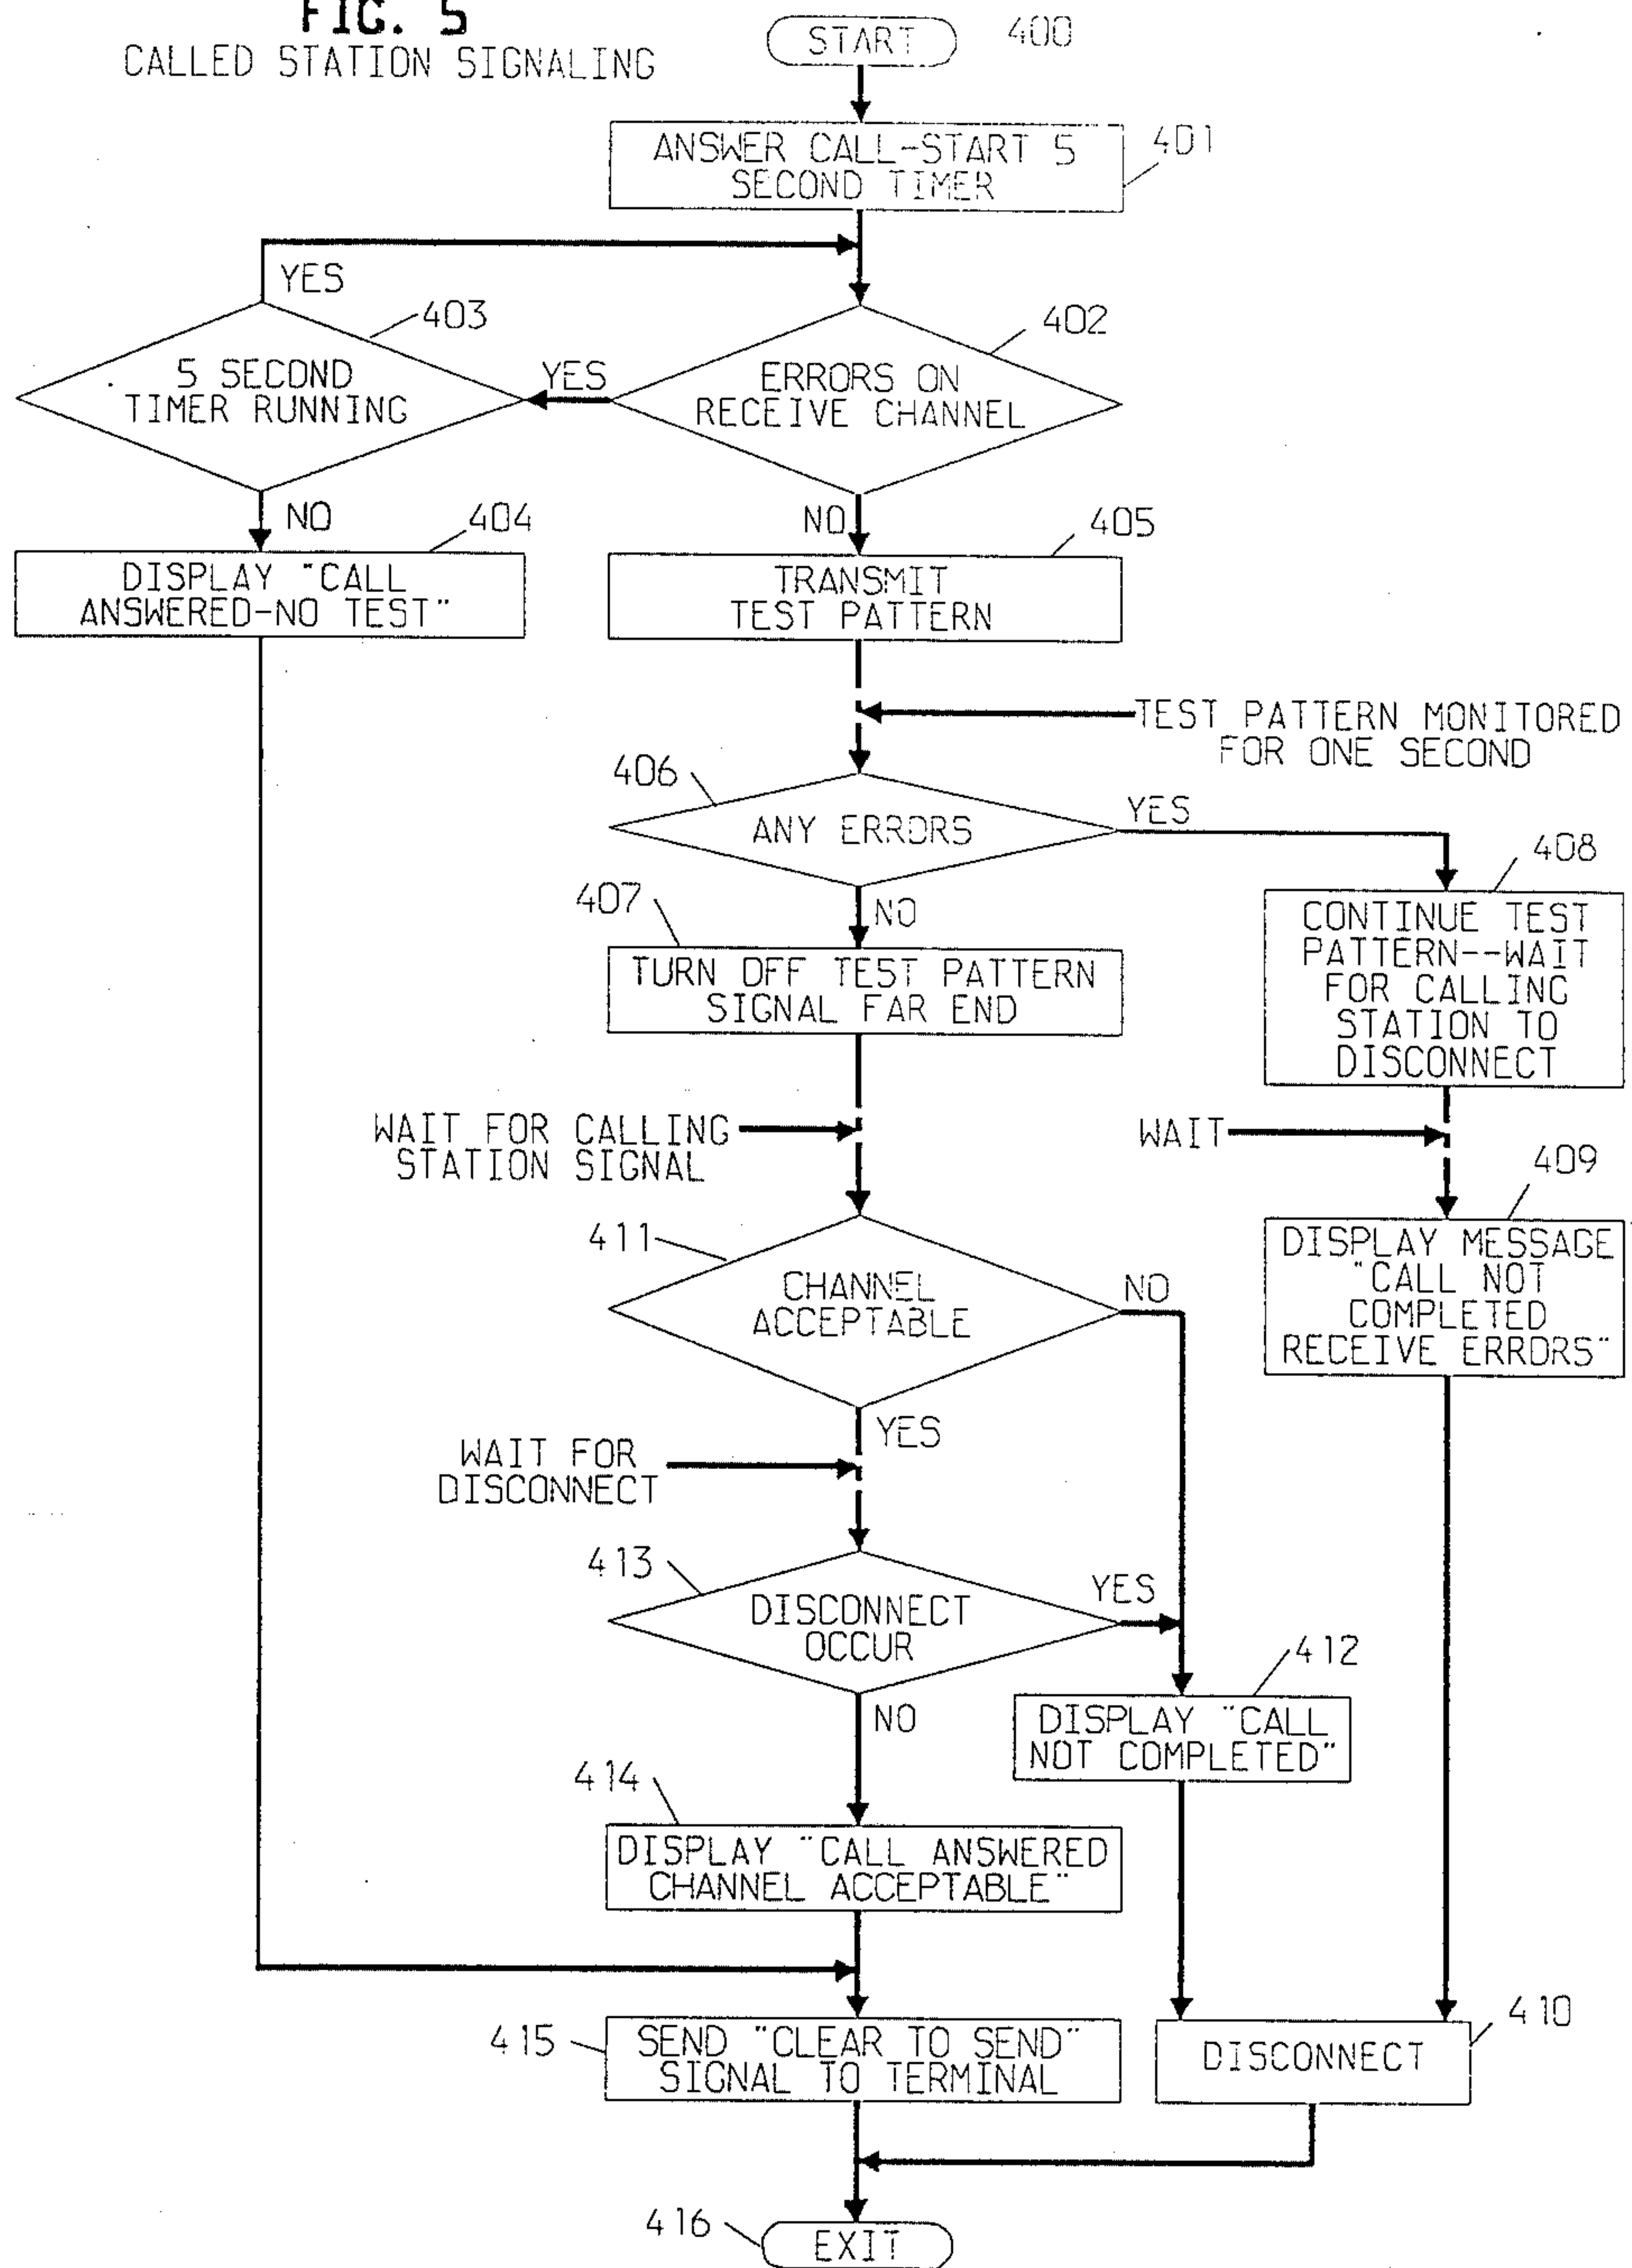 FIG. 5
CALLED STATION SIGNALING
START
400
ANSWER CALL-START 5
SECOND TIMER
401
YES
403
5 SECOND
TIMER RUNNING
YES
402
ERRORS ON
RECEIVE CHANNEL
NO
404
DISPLAY "CALL
ANSWERED-NO TEST"
NO
405
TRANSMIT
TEST PATTERN
TEST PATTERN MONITORED
FOR ONE SECOND
406
ANY ERRORS
YES
408
CONTINUE TEST
PATTERN--WAIT
FOR CALLING
STATION TO
DISCONNECT
407
NO
TURN OFF TEST PATTERN
SIGNAL FAR END
WAIT FOR CALLING
STATION SIGNAL
WAIT
409
DISPLAY MESSAGE
"CALL NOT
COMPLETED
RECEIVE ERRORS"
411
CHANNEL
ACCEPTABLE
NO
YES
WAIT FOR
DISCONNECT
413
DISCONNECT
OCCUR
YES
412
DISPLAY "CALL
NOT COMPLETED"
NO
414
DISPLAY "CALL ANSWERED
CHANNEL ACCEPTABLE"
415
SEND "CLEAR TO SEND"
SIGNAL TO TERMINAL
410
DISCONNECT
416
EXIT